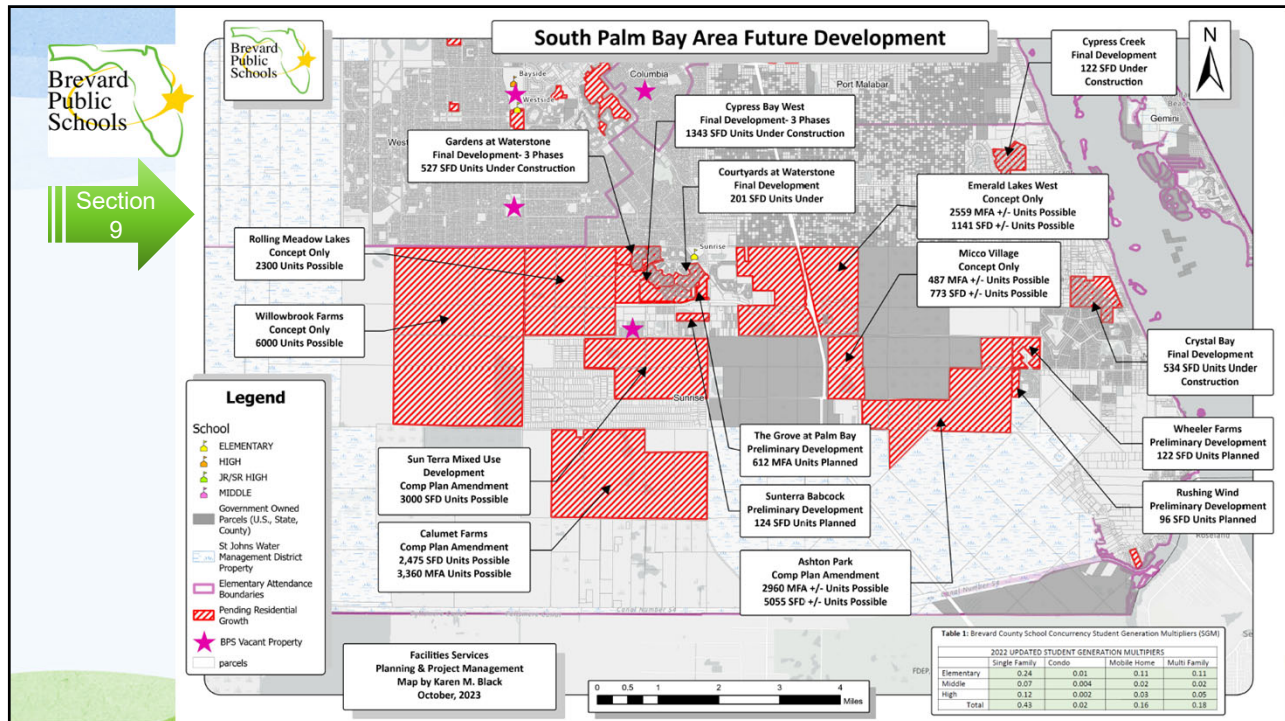 Brevard
Public
Schools
Section
9
Brevard
Public
Schools
South Palm Bay Area Future Development
N
Cypress Creek
Final Development
122 SFD Under
Construction
Bayside
Westside
Columbia
Port Malabar
Gemini
West
Gardens at Waterstone
Final Development- 3 Phases
527 SFD Units Under Construction
Cypress Bay West
Final Development- 3 Phases
1343 SFD Units Under Construction
Courtyards at Waterstone
Final Development
201 SFD Units Under
Emerald Lakes West
Concept Only
2559 MFA +/- Units Possible
1141 SFD +/- Units Possible
Rolling Meadow Lakes
Concept Only
2300 Units Possible
Sunrise
Micco Village
Concept Only
487 MFA +/- Units Possible
773 SFD +/- Units Possible
Willowbrook Farms
Concept Only
6000 Units Possible
Crystal Bay
Final Development
534 SFD Units Under
Construction
Sunrise
Legend
School
ELEMENTARY
HIGH
JR/SR HIGH
MIDDLE
Government Owned
Parcels (U.S., State,
County)
St Johns Water
Management District
Property
Elementary Attendance
Boundaries
Pending Residential
Growth
BPS Vacant Property
parcels
Sun Terra Mixed Use
Development
Comp Plan Amendment
3000 SFD Units Possible
The Grove at Palm Bay
Preliminary Development
612 MFA Units Planned
Wheeler Farms
Preliminary Development
122 SFD Units Planned
Sunterra Babcock
Preliminary Development
124 SFD Units Planned
Rushing Wind
Preliminary Development
96 SFD Units Planned
Roseland
Calumet Farms
Comp Plan Amendment
2,475 SFD Units Possible
3,360 MFA Units Possible
Ashton Park
Comp Plan Amendment
2960 MFA +/- Units Possible
5055 SFD +/- Units Possible
Canal Number 54
Canal Number 54
Facilities Services
Planning & Project Management
Map by Karen M. Black
October, 2023
0 0.5 1 2 3 4
Miles
FDEP,
Table 1: Brevard County School Concurrency Student Generation Multipliers (SGM)
2022 UPDATED STUDENT GENERATION MULTIPIERS
Single Family Condo Mobile Home Multi Family
Elementary 0.24 0.01 0.11 0.11
Middle 0.07 0.004 0.02 0.02
High 0.12 0.002 0.03 0.05
Total 0.43 0.02 0.16 0.18